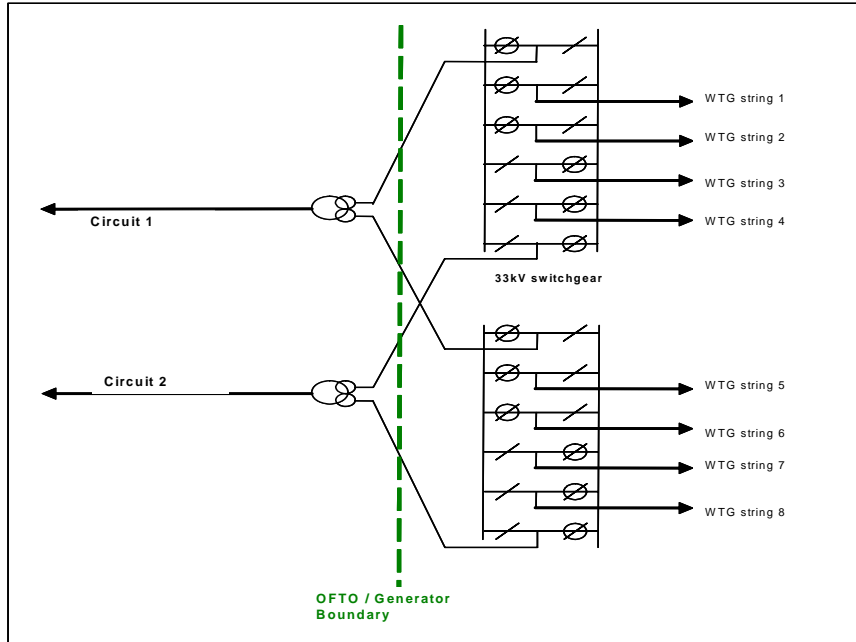 WTG string 1
WTG string 2
WTG string 3
WTG string 4
Circuit 1
33kV switchgear
Circuit 2
WTG string 5
WTG string 6
WTG string 7
WTG string 8
OFTO / Generator
Boundary